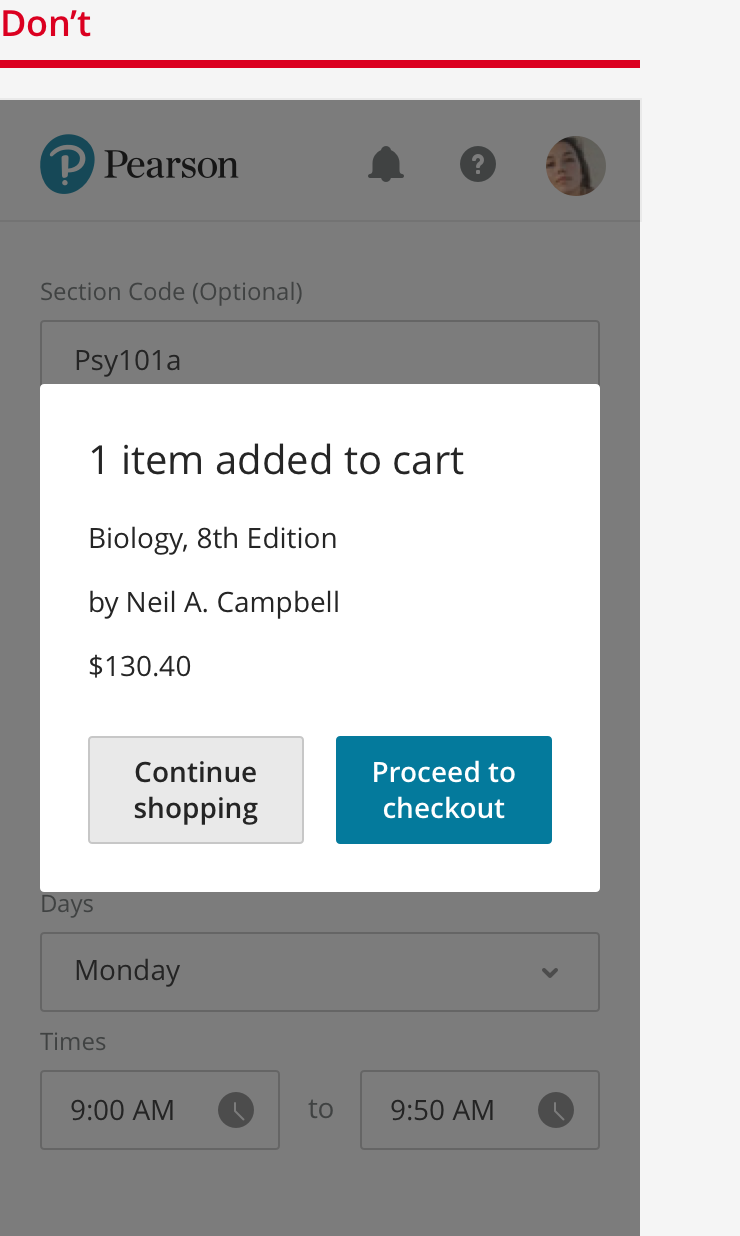 Don’t
Pearson
Section Code (Optional)
Psy101a
1 item added to cart
Biology, 8th Edition
by Neil A. Campbell
$130.40
Continue
shopping
Proceed to
checkout
Days
Monday
Times
9:00 AM to 9:50 AM